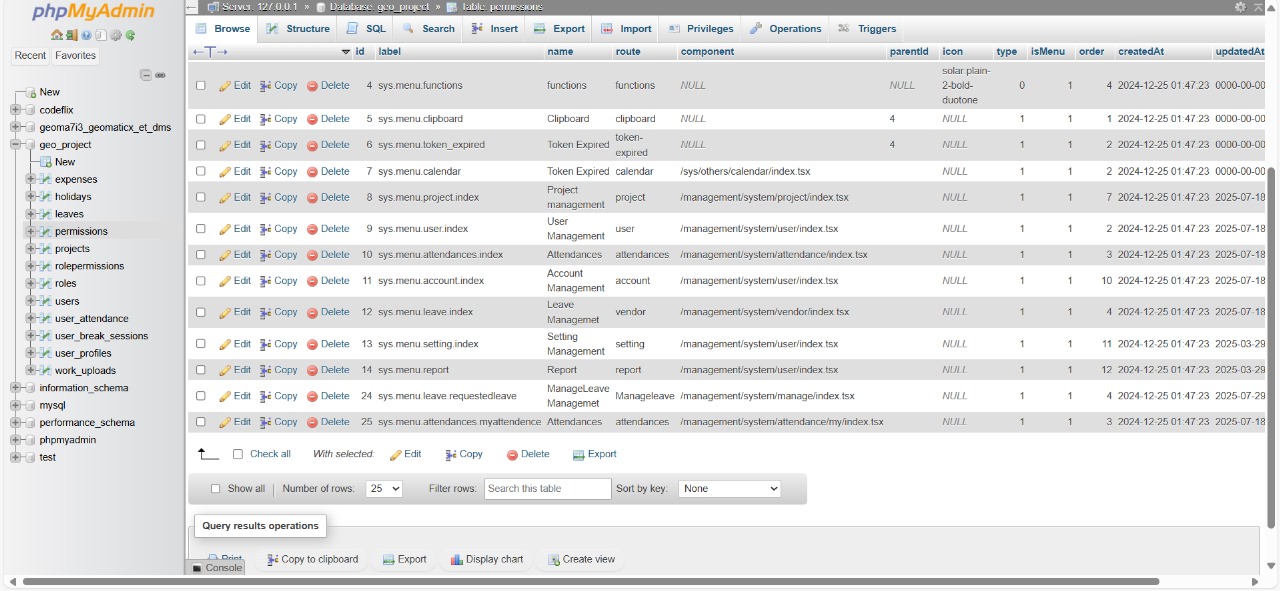 phpMyAdmin
Recent Favorites
New
codeflix
geoma7i3_geomaticx_et_dms
geo_project
New
expenses
holidays
leaves
permissions
projects
rolepermissions
roles
users
user_attendance
user_break_sessions
user_profiles
work_uploads
information_schema
mysql
performance_schema
phpmyadmin
test
Server: 127.0.0.1 » Database: geo_project » Table: permissions
Browse Structure SQL Search Insert Export Import Privileges Operations Triggers
←T→ id label name route component parentId icon type isMenu order createdAt updatedAt
Edit Copy Delete 4 sys.menu.functions functions functions NULL NULL solar:plain-2-bold-duotone 0 1 4 2024-12-25 01:47:23 0000-00-00
Edit Copy Delete 5 sys.menu.clipboard Clipboard clipboard NULL 4 NULL 1 1 1 2024-12-25 01:47:23 0000-00-00
Edit Copy Delete 6 sys.menu.token_expired Token Expired token-expired NULL 4 NULL 1 1 2 2024-12-25 01:47:23 0000-00-00
Edit Copy Delete 7 sys.menu.calendar Token Expired calendar /sys/others/calendar/index.tsx NULL 1 1 2 2024-12-25 01:47:23 0000-00-00
Edit Copy Delete 8 sys.menu.project.index Project management project /management/system/project/index.tsx NULL 1 1 7 2024-12-25 01:47:23 2025-07-18
Edit Copy Delete 9 sys.menu.user.index User Management user /management/system/user/index.tsx NULL 1 1 2 2024-12-25 01:47:23 2025-07-18
Edit Copy Delete 10 sys.menu.attendances.index Attendances attendances /management/system/attendance/index.tsx NULL 1 1 3 2024-12-25 01:47:23 2025-07-18
Edit Copy Delete 11 sys.menu.account.index Account Management account /management/system/user/index.tsx NULL 1 1 10 2024-12-25 01:47:23 2025-07-18
Edit Copy Delete 12 sys.menu.leave.index Leave Managemet vendor /management/system/vendor/index.tsx NULL 1 1 4 2024-12-25 01:47:23 2025-07-18
Edit Copy Delete 13 sys.menu.setting.index Setting Management setting /management/system/user/index.tsx NULL 1 1 11 2024-12-25 01:47:23 2025-03-29
Edit Copy Delete 14 sys.menu.report Report report /management/system/user/index.tsx NULL 1 1 12 2024-12-25 01:47:23 2025-03-29
Edit Copy Delete 24 sys.menu.leave.requestedleave ManageLeave Managemet Manageleave /management/system/manage/index.tsx NULL 1 1 4 2024-12-25 01:47:23 2025-07-29
Edit Copy Delete 25 sys.menu.attendances.myattendence Attendances attendances /management/system/attendance/my/index.tsx NULL 1 1 3 2024-12-25 01:47:23 2025-07-18
Check all With selected: Edit Copy Delete Export
Show all Number of rows: 25 Filter rows: Search this table Sort by key: None
Query results operations
Print Copy to clipboard Export Display chart Create view
Console